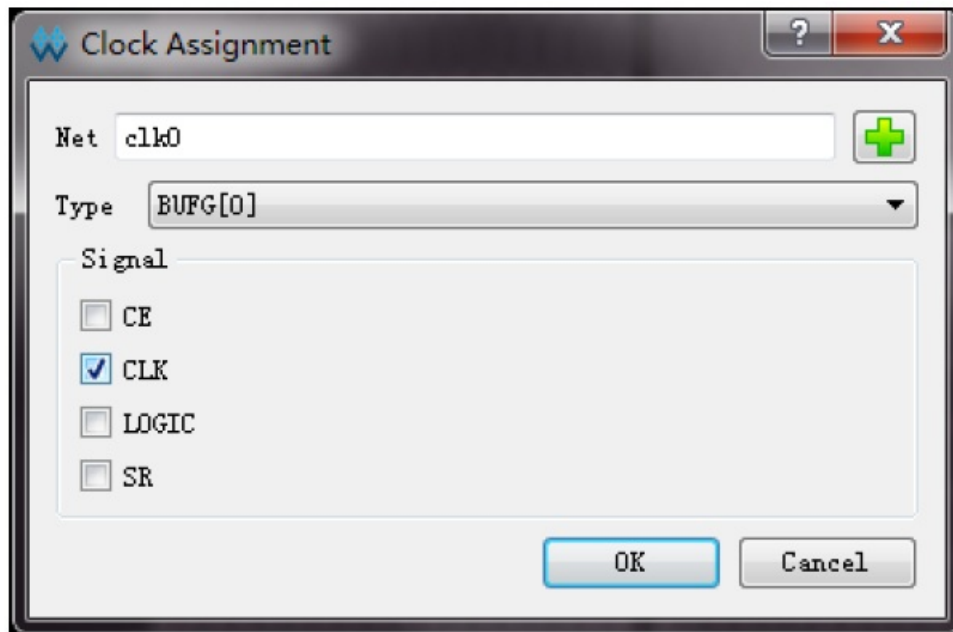 Clock Assignment
Net clk0
Type BUFG[0]
Signal
CE
CLK
LOGIC
SR
OK Cancel